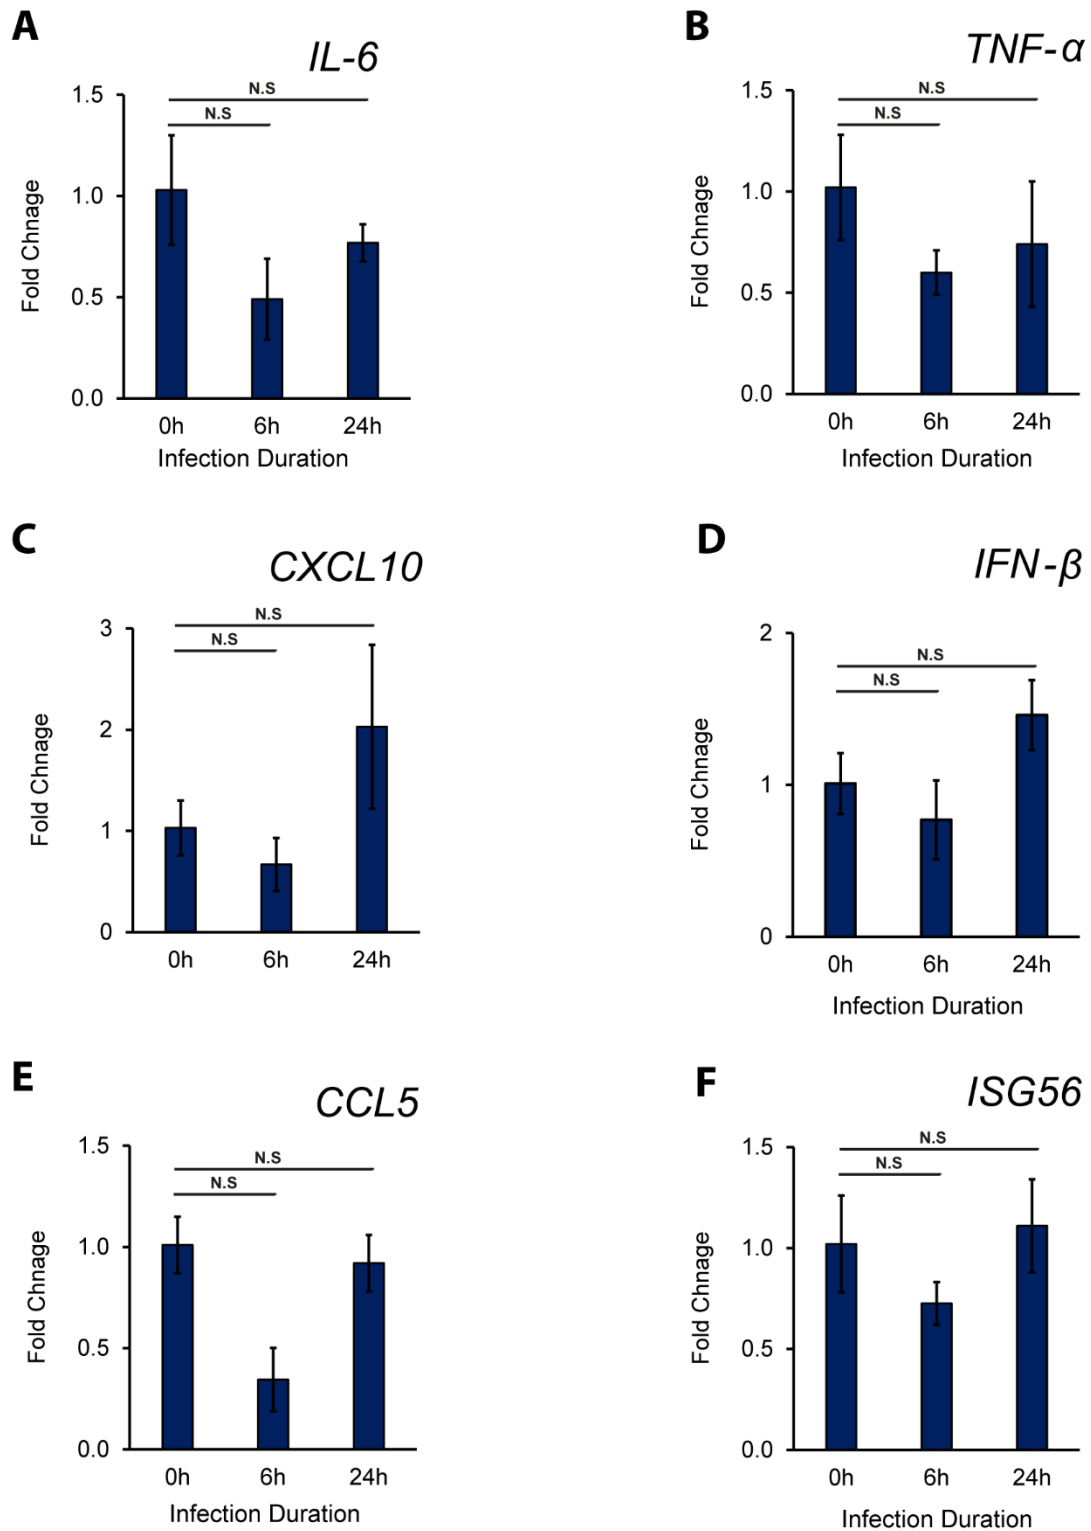 A
IL-6
N.S
N.S
1.5
1.0
0.5
0.0
Fold Chnage
0h 6h 24h
Infection Duration
B
TNF-α
N.S
N.S
1.5
1.0
0.5
0.0
Fold Chnage
0h 6h 24h
Infection Duration
C
CXCL10
N.S
N.S
3
2
1
0
Fold Chnage
0h 6h 24h
D
IFN-β
N.S
N.S
2
1
0
Fold Chnage
0h 6h 24h
Infection Duration
E
CCL5
N.S
N.S
1.5
1.0
0.5
0.0
Fold Chnage
0h 6h 24h
Infection Duration
F
ISG56
N.S
N.S
1.5
1.0
0.5
0.0
Fold Chnage
0h 6h 24h
Infection Duration